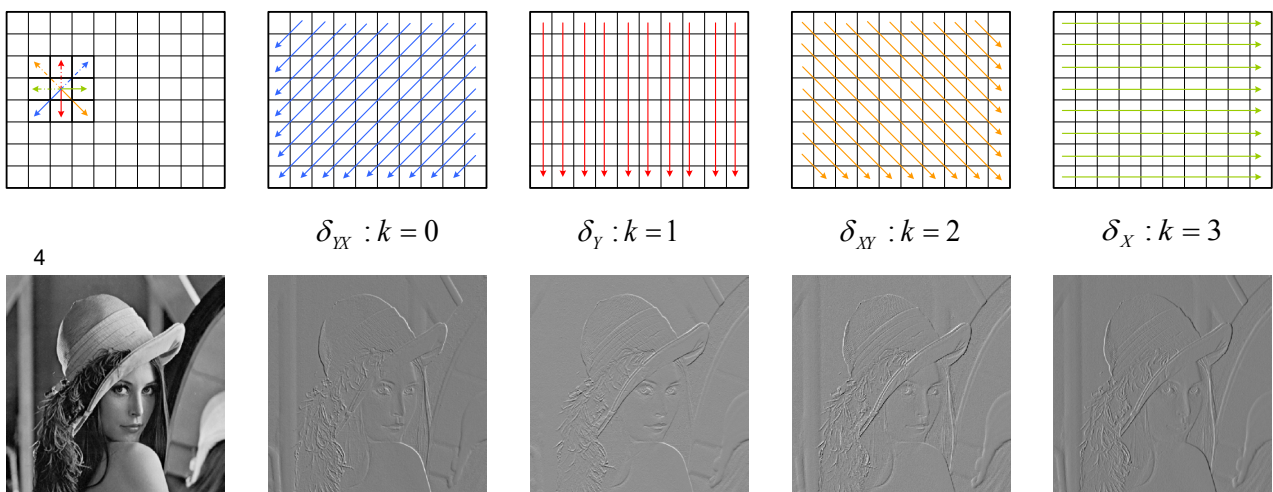 δ_YX : k = 0
δ_Y : k = 1
δ_XY : k = 2
δ_X : k = 3
4